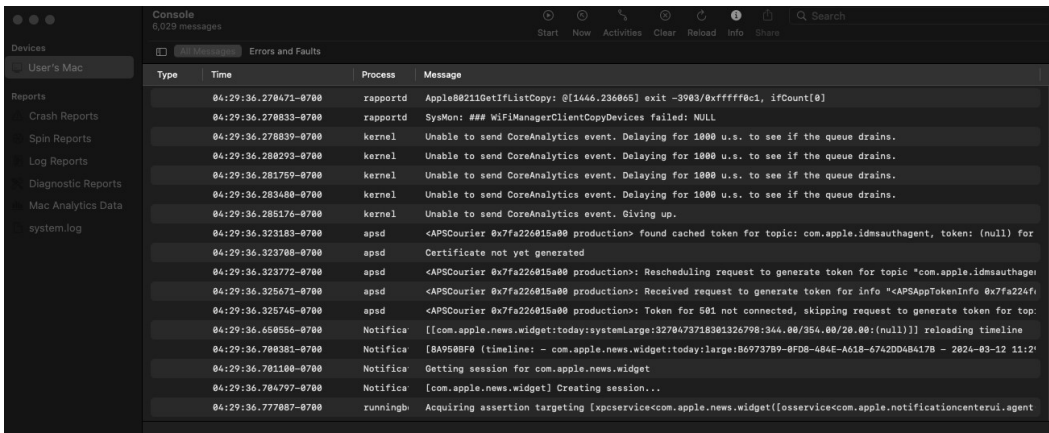 Console
6,029 messages
Start Now Activities Clear Reload Info Share
Search
Devices
User's Mac
Reports
Crash Reports
Spin Reports
Log Reports
Diagnostic Reports
Mac Analytics Data
system.log
All Messages Errors and Faults
Type Time Process Message
04:29:36.270471-0700 rapportd Apple80211GetIfListCopy: @[1446.236065] exit -3903/0xfffff0c1, ifCount[0]
04:29:36.270833-0700 rapportd SysMon: ### WiFiManagerClientCopyDevices failed: NULL
04:29:36.278839-0700 kernel Unable to send CoreAnalytics event. Delaying for 1000 u.s. to see if the queue drains.
04:29:36.280293-0700 kernel Unable to send CoreAnalytics event. Delaying for 1000 u.s. to see if the queue drains.
04:29:36.281759-0700 kernel Unable to send CoreAnalytics event. Delaying for 1000 u.s. to see if the queue drains.
04:29:36.283480-0700 kernel Unable to send CoreAnalytics event. Delaying for 1000 u.s. to see if the queue drains.
04:29:36.285176-0700 kernel Unable to send CoreAnalytics event. Giving up.
04:29:36.323183-0700 apsd <APSCourier 0x7fa226015a00 production> found cached token for topic: com.apple.idmsauthagent, token: (null) for
04:29:36.323708-0700 apsd Certificate not yet generated
04:29:36.323772-0700 apsd <APSCourier 0x7fa226015a00 production>: Rescheduling request to generate token for topic "com.apple.idmsauthagen
04:29:36.325671-0700 apsd <APSCourier 0x7fa226015a00 production>: Received request to generate token for info "<APSAppTokenInfo 0x7fa224f
04:29:36.325745-0700 apsd <APSCourier 0x7fa226015a00 production>: Token for 501 not connected, skipping request to generate token for top
04:29:36.650556-0700 Notifica [[com.apple.news.widget:today:systemLarge:3270473718301326798:344.00/354.00/20.00:(null)]] reloading timeline
04:29:36.700381-0700 Notifica [8A950BF0 (timeline: - com.apple.news.widget:today:large:B69737B9-0FD8-484E-A618-6742DD4B417B - 2024-03-12 11:2
04:29:36.701100-0700 Notifica Getting session for com.apple.news.widget
04:29:36.704797-0700 Notifica [com.apple.news.widget] Creating session...
04:29:36.777087-0700 runningb Acquiring assertion targeting [xpcservice<com.apple.news.widget([osservice<com.apple.notificationcenterui.agent